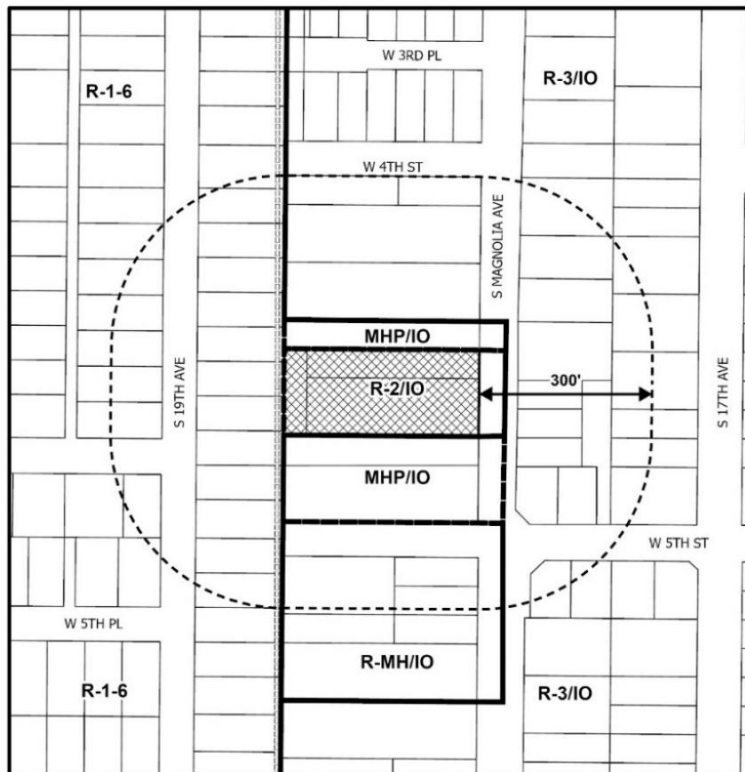 W 3RD PL
R-3/IO
R-1-6
W 4TH ST
S MAGNOLIA AVE
MHP/IO
S 19TH AVE
R-2/IO
300'
S 17TH AVE
MHP/IO
W 5TH ST
W 5TH PL
R-MH/IO
R-1-6
R-3/IO